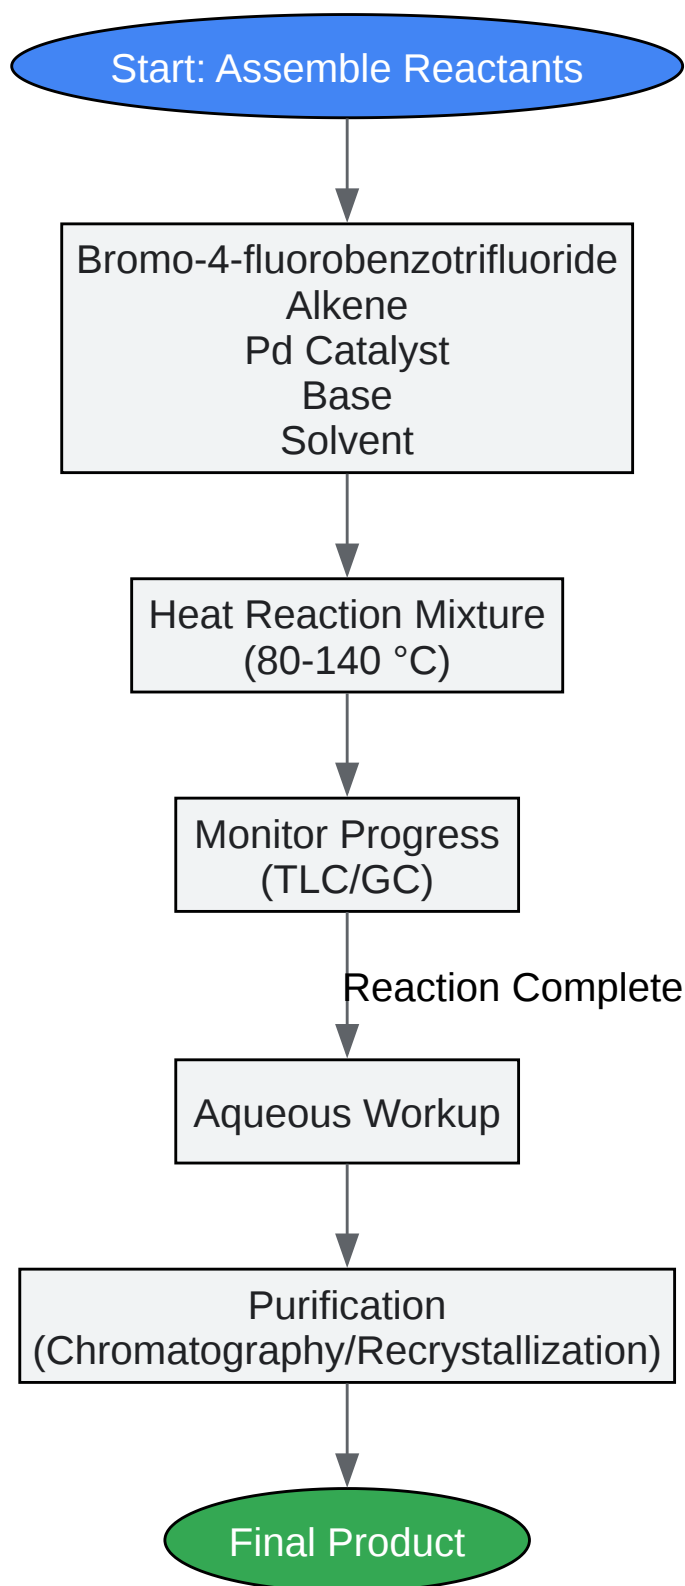 Start: Assemble Reactants
Bromo-4-fluorobenzotrifluoride
Alkene
Pd Catalyst
Base
Solvent
Heat Reaction Mixture
(80-140 °C)
Monitor Progress
(TLC/GC)
Reaction Complete
Aqueous Workup
Purification
(Chromatography/Recrystallization)
Final Product